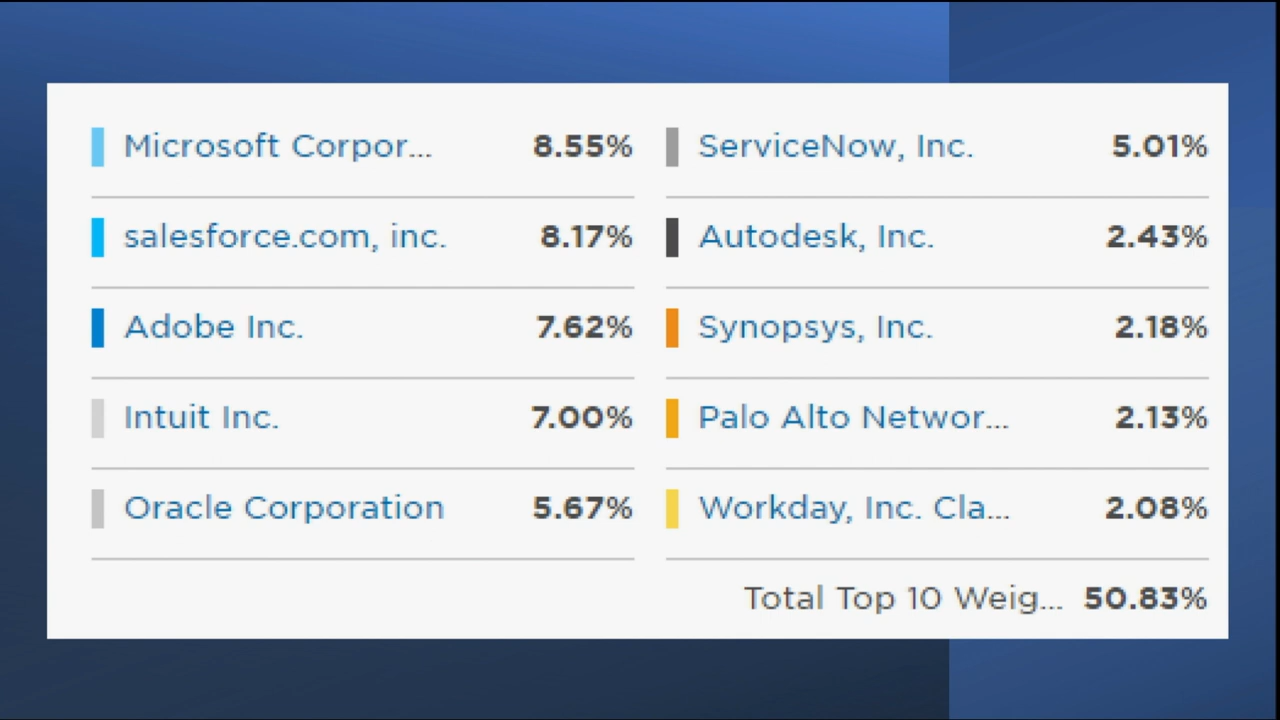 Microsoft Corpor... 8.55%
salesforce.com, inc. 8.17%
Adobe Inc. 7.62%
Intuit Inc. 7.00%
Oracle Corporation 5.67%
ServiceNow, Inc. 5.01%
Autodesk, Inc. 2.43%
Synopsys, Inc. 2.18%
Palo Alto Networ... 2.13%
Workday, Inc. Cla... 2.08%
Total Top 10 Weig... 50.83%